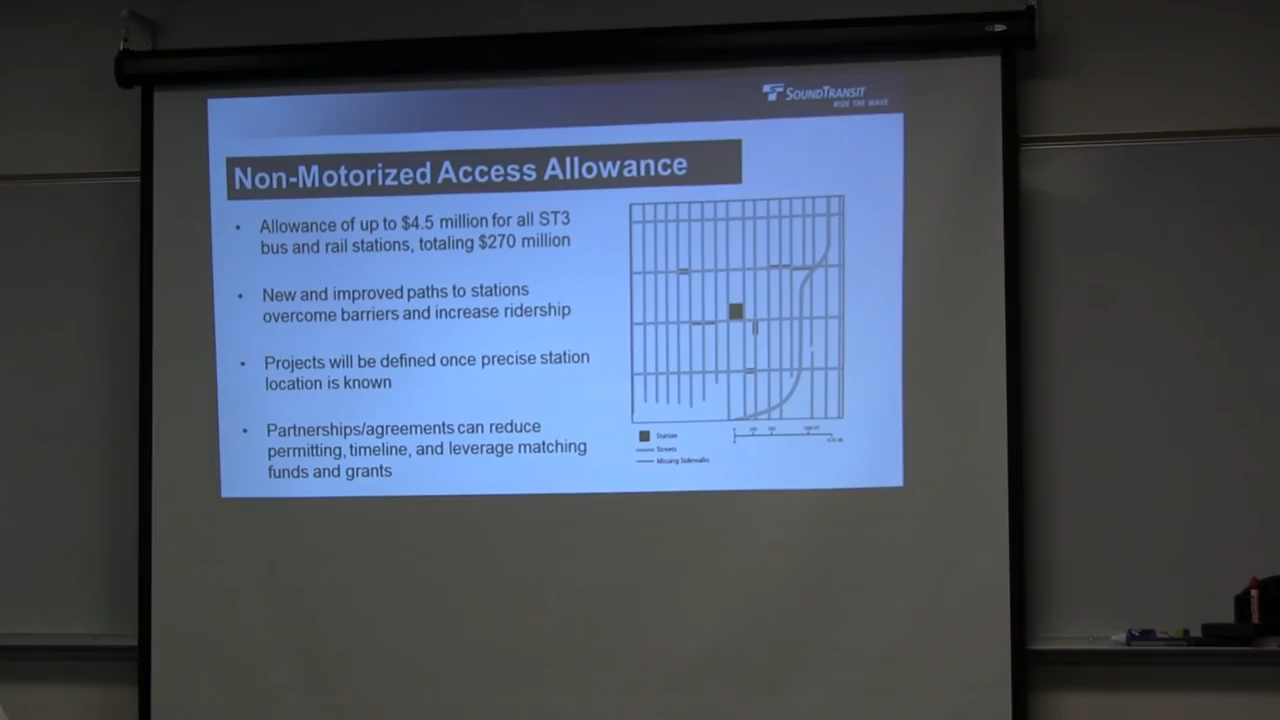 SOUNDTRANSIT
RIDE THE WAVE
Non-Motorized Access Allowance
• Allowance of up to $4.5 million for all ST3
bus and rail stations, totaling $270 million
• New and improved paths to stations
overcome barriers and increase ridership
• Projects will be defined once precise station
location is known
• Partnerships/agreements can reduce
permitting, timeline, and leverage matching
funds and grants
Station
Streets
Missing Sidewalks